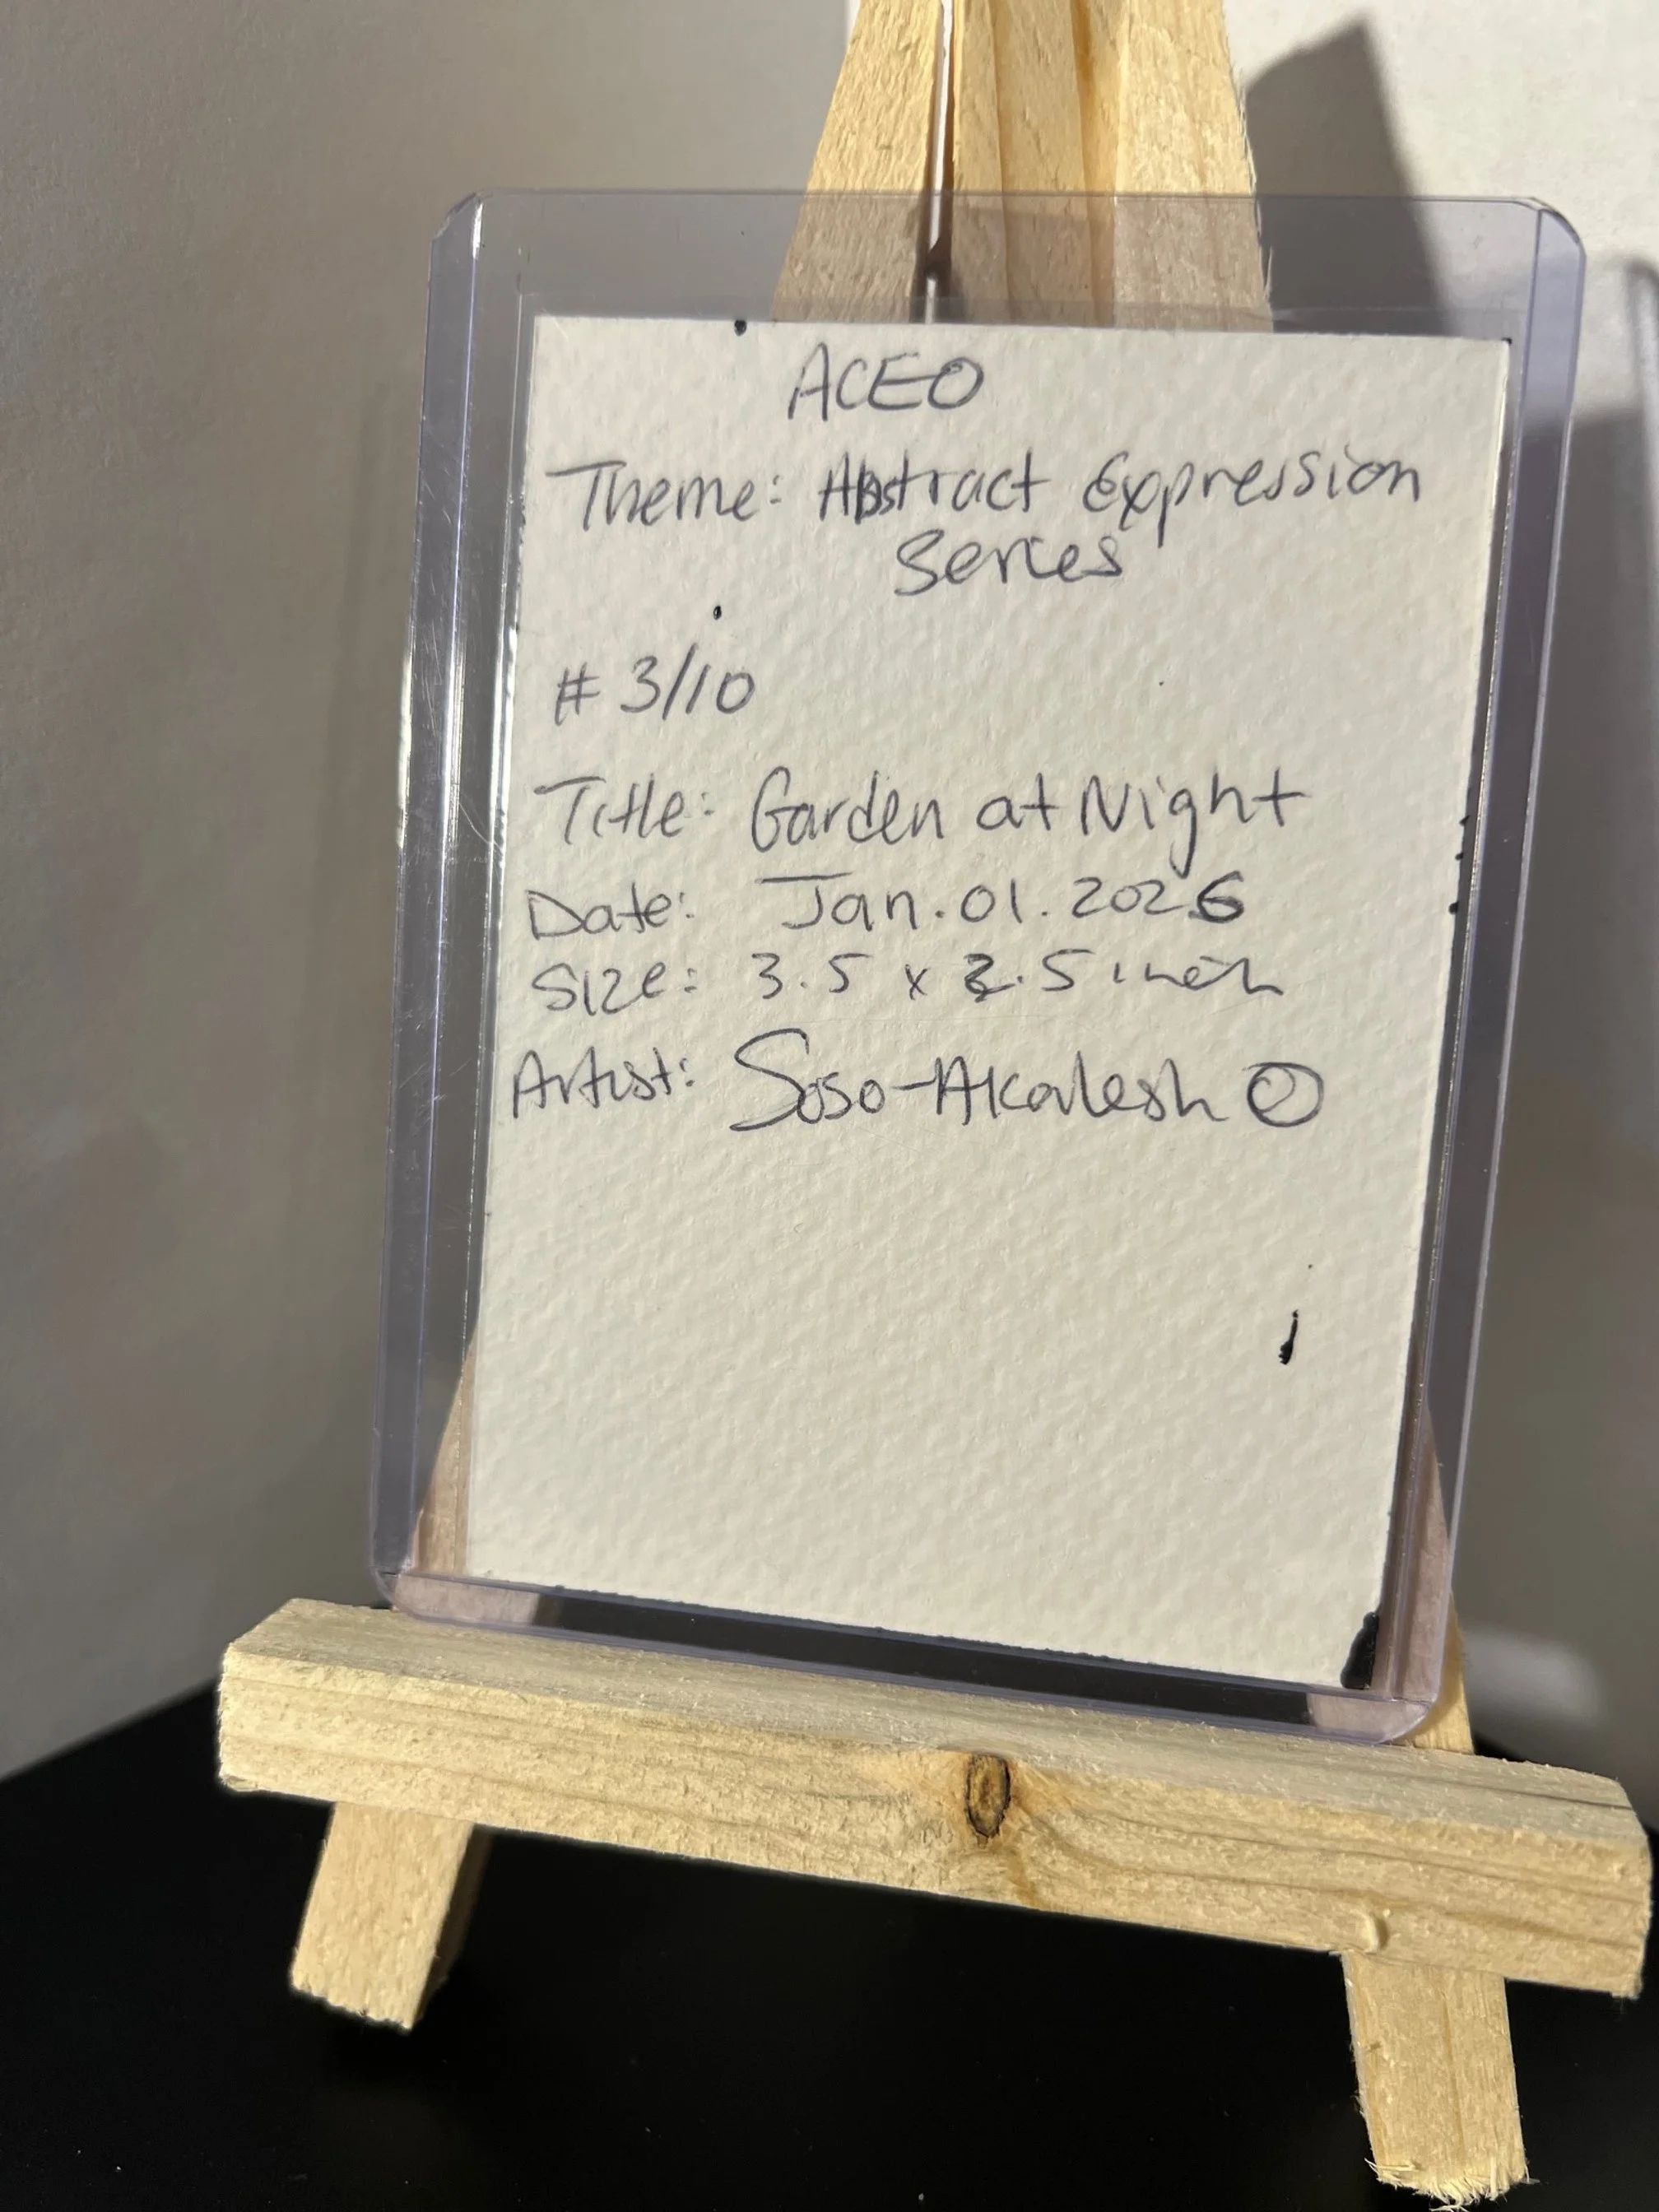 ACEO
Theme: Abstract Expression
Series
# 3/10
Title: Garden at Night
Date: Jan.01.2026
Size: 3.5 x 2.5 inch
Artist: Soso-Akalesh ©